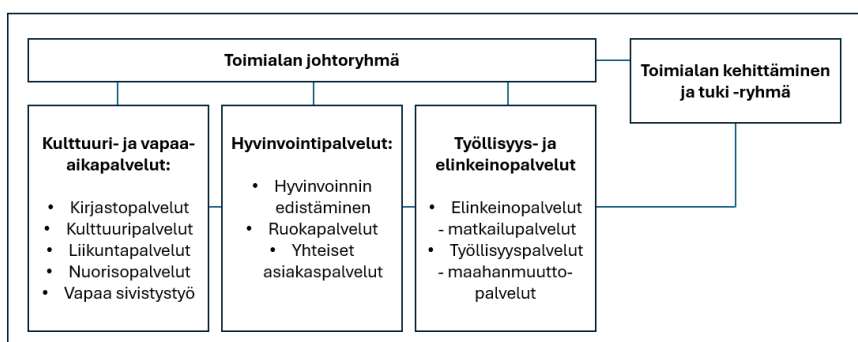 Toimialan johtoryhmä
Toimialan kehittäminen
ja tuki -ryhmä
Kulttuuri- ja vapaa-
aikapalvelut:
• Kirjastopalvelut
• Kulttuuripalvelut
• Liikuntapalvelut
• Nuorisopalvelut
• Vapaa sivistystyö
Hyvinvointipalvelut:
• Hyvinvoinnin
edistäminen
• Ruokapalvelut
• Yhteiset
asiakaspalvelut
Työllisyys- ja
elinkeinopalvelut
• Elinkeinopalvelut
- matkailupalvelut
• Työllisyyspalvelut
- maahanmuutto-
palvelut